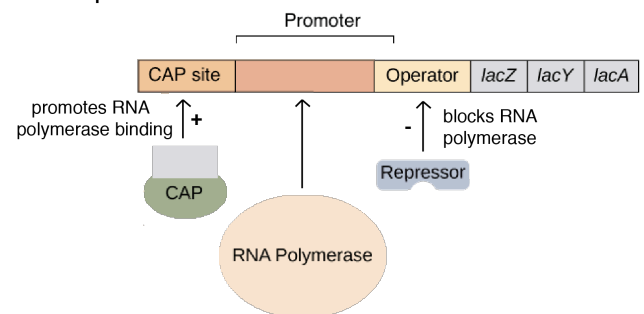 Promoter
CAP site
Operator
lacZ
lacY
lacA
promotes RNA
polymerase binding
+
-
blocks RNA
polymerase
CAP
Repressor
RNA Polymerase